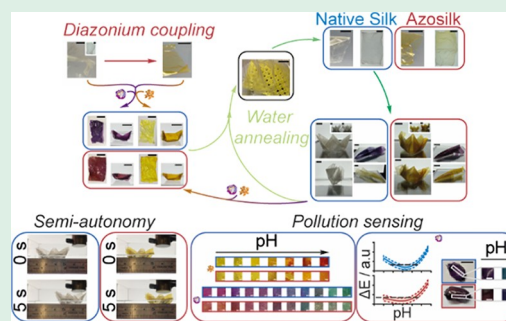 Native Silk Azosilk
Diazonium coupling
Water
annealing
Semi-autonomy
Pollution sensing
0 s
0 s
5 s
5 s
pH
ΔE / a.u
pH
pH